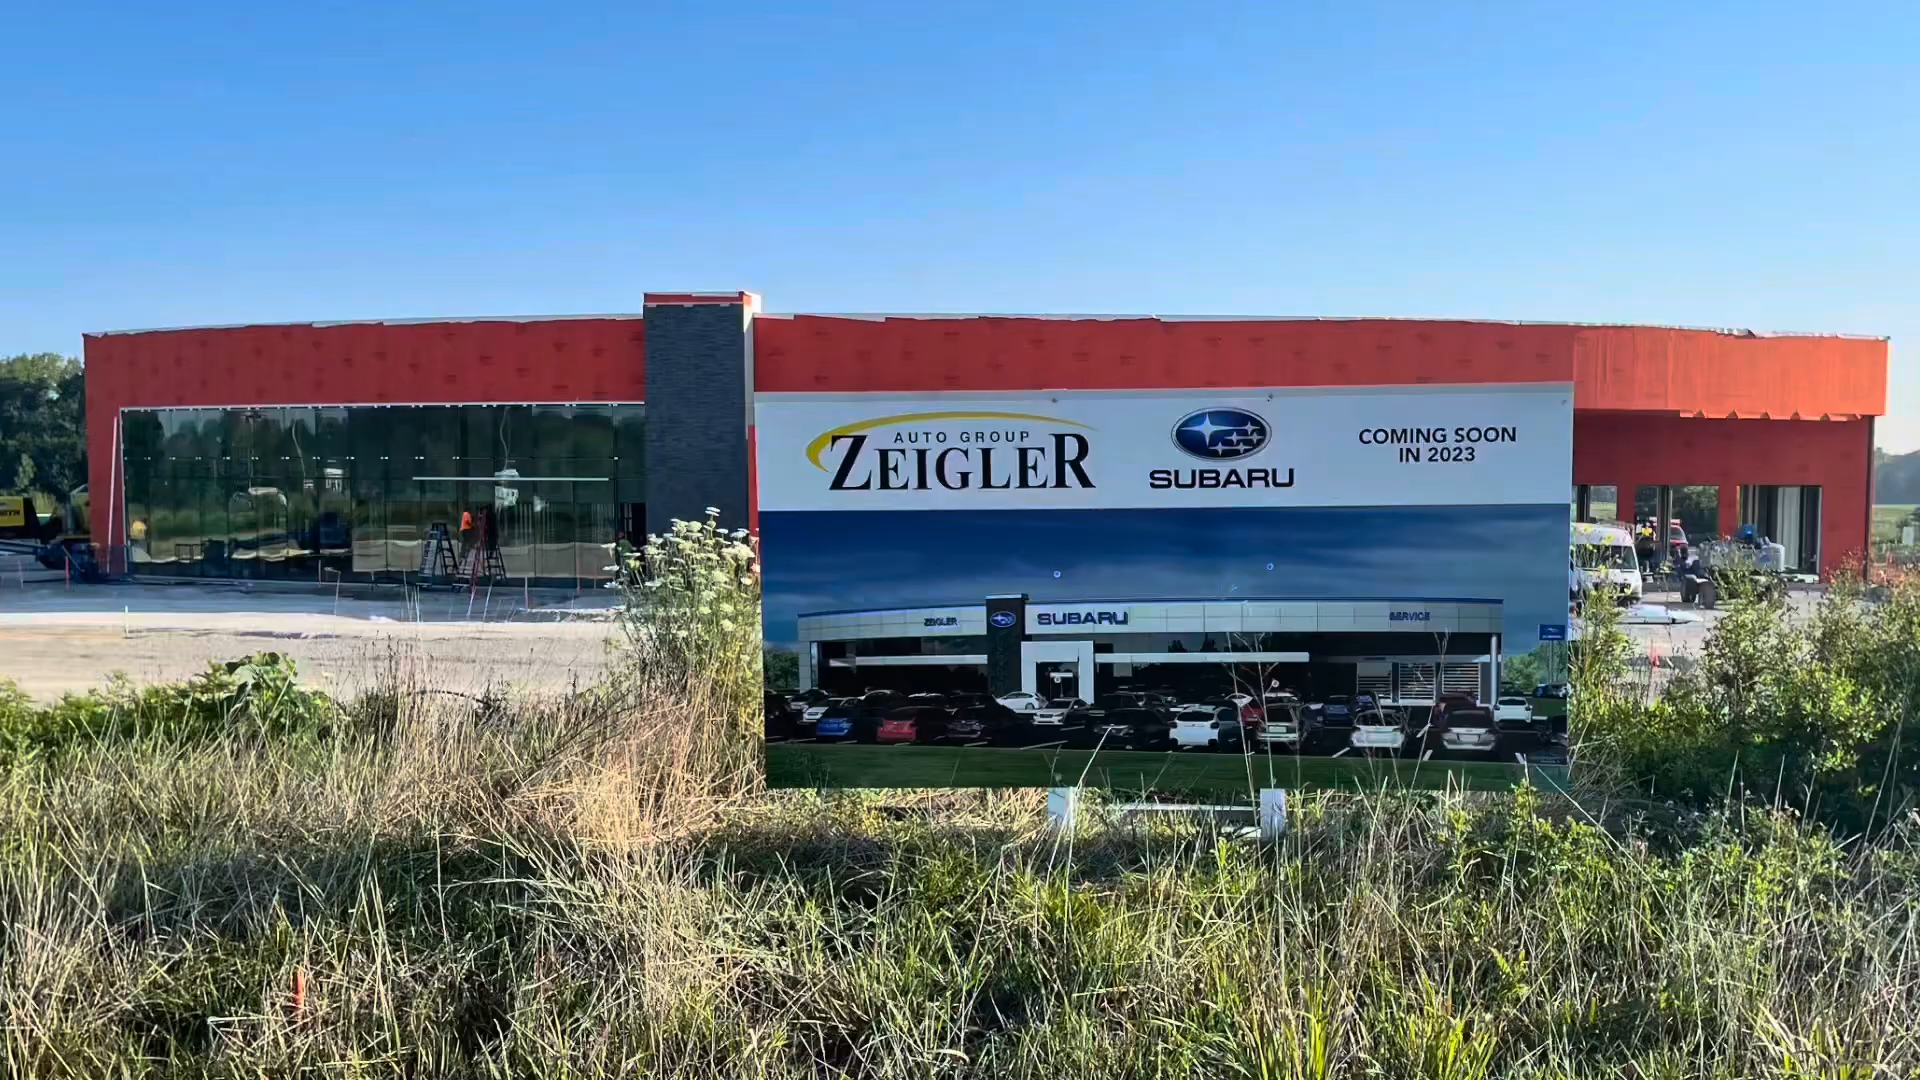 AUTO GROUP
ZEIGLER
SUBARU
COMING SOON
IN 2023
ZEIGLER
SUBARU
SERVICE